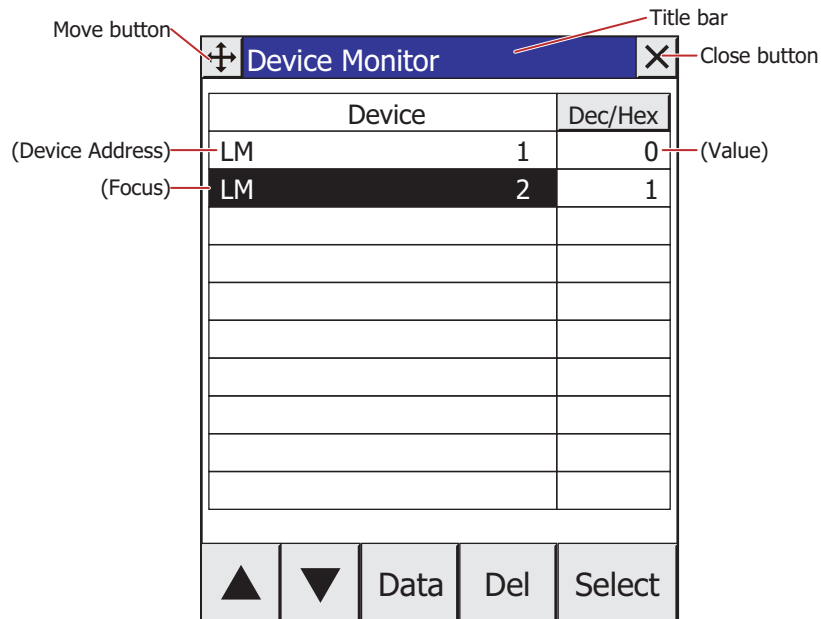 Title bar
Move button
Device Monitor
Close button
Device Dec/Hex
(Device Address) LM 1 0 (Value)
(Focus) LM 2 1
Data Del Select